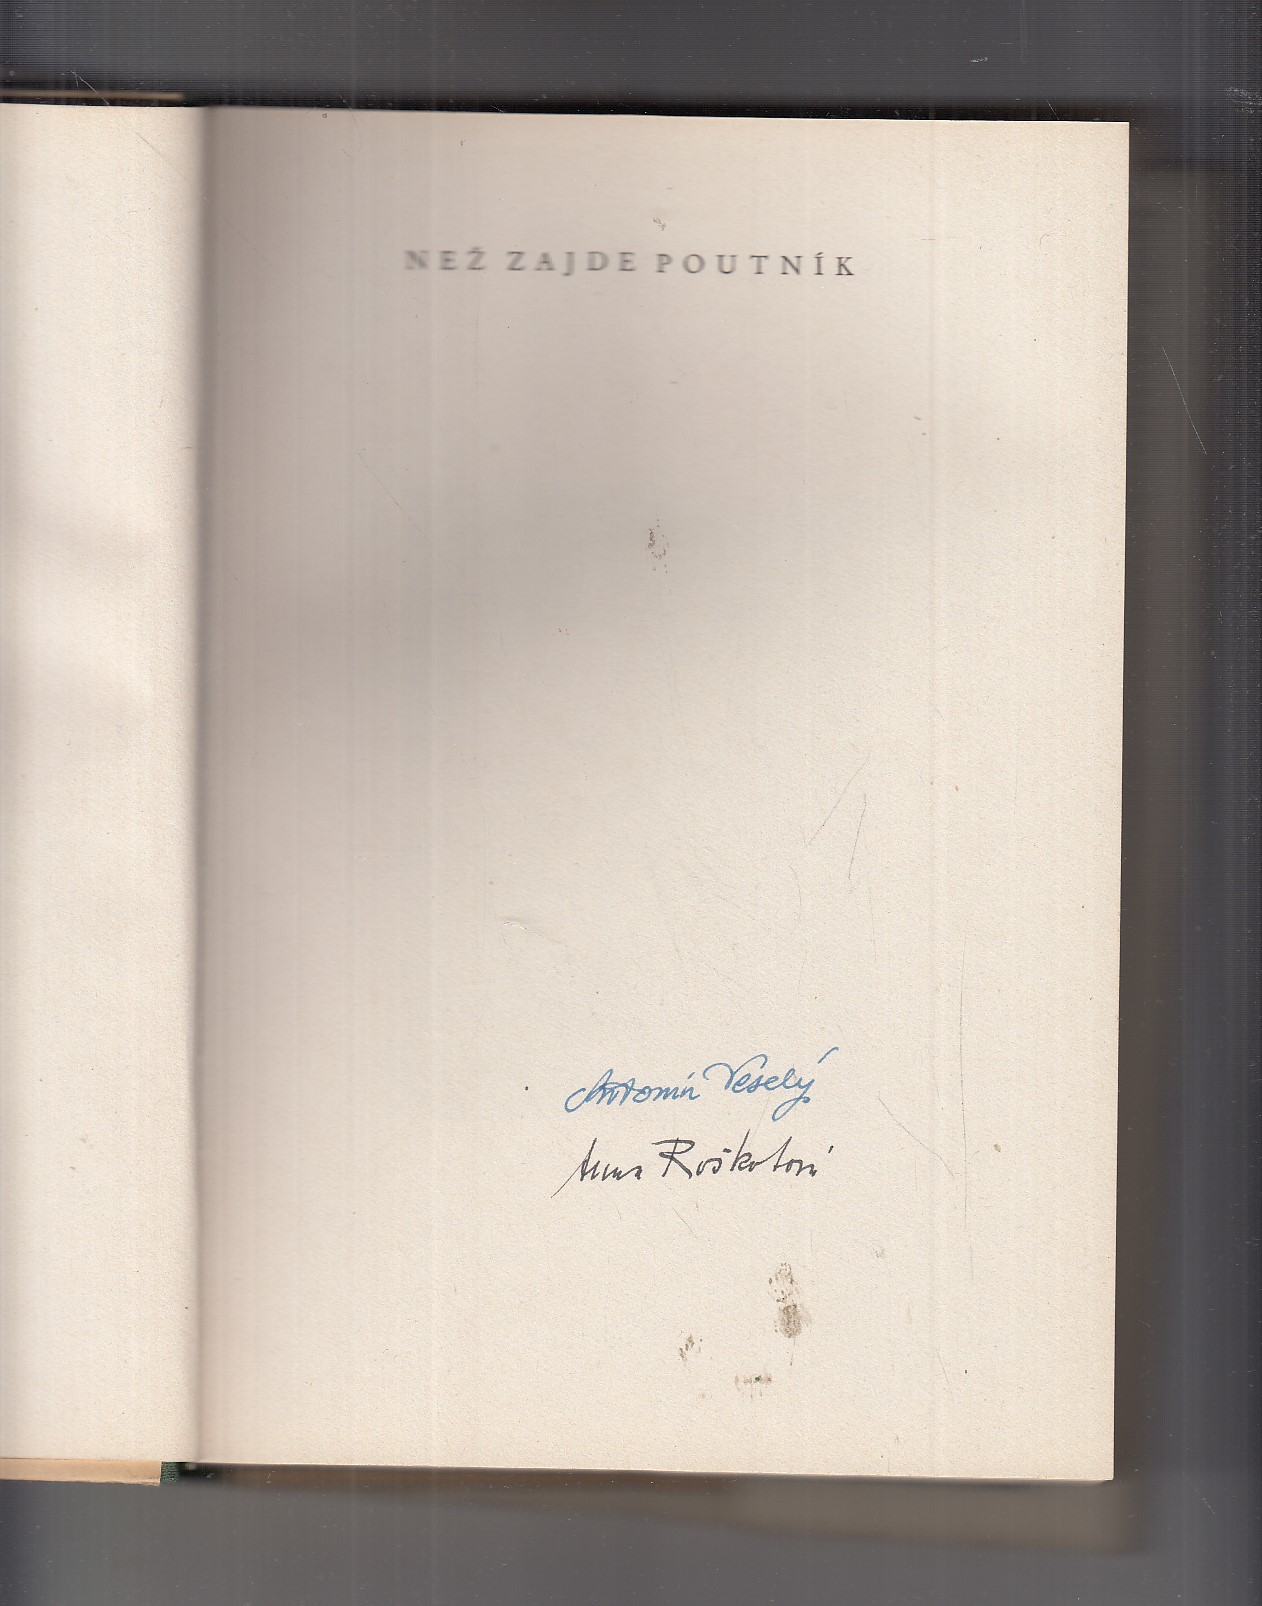 NEŽ ZAJDE POUTNÍK
Antonín Veselý
Anna Roškotová